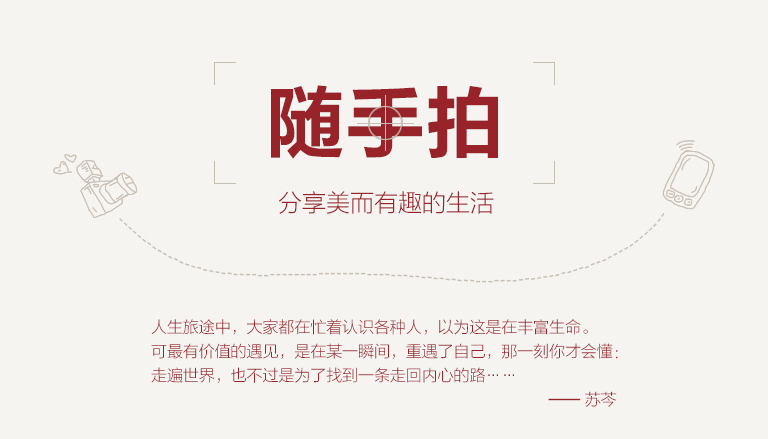 随手拍
分享美而有趣的生活
人生旅途中，大家都在忙着认识各种人，以为这是在丰富生命。
可最有价值的遇见，是在某一瞬间，重遇了自己，那一刻你才会懂：
走遍世界，也不过是为了找到一条走回内心的路……
—— 苏芩